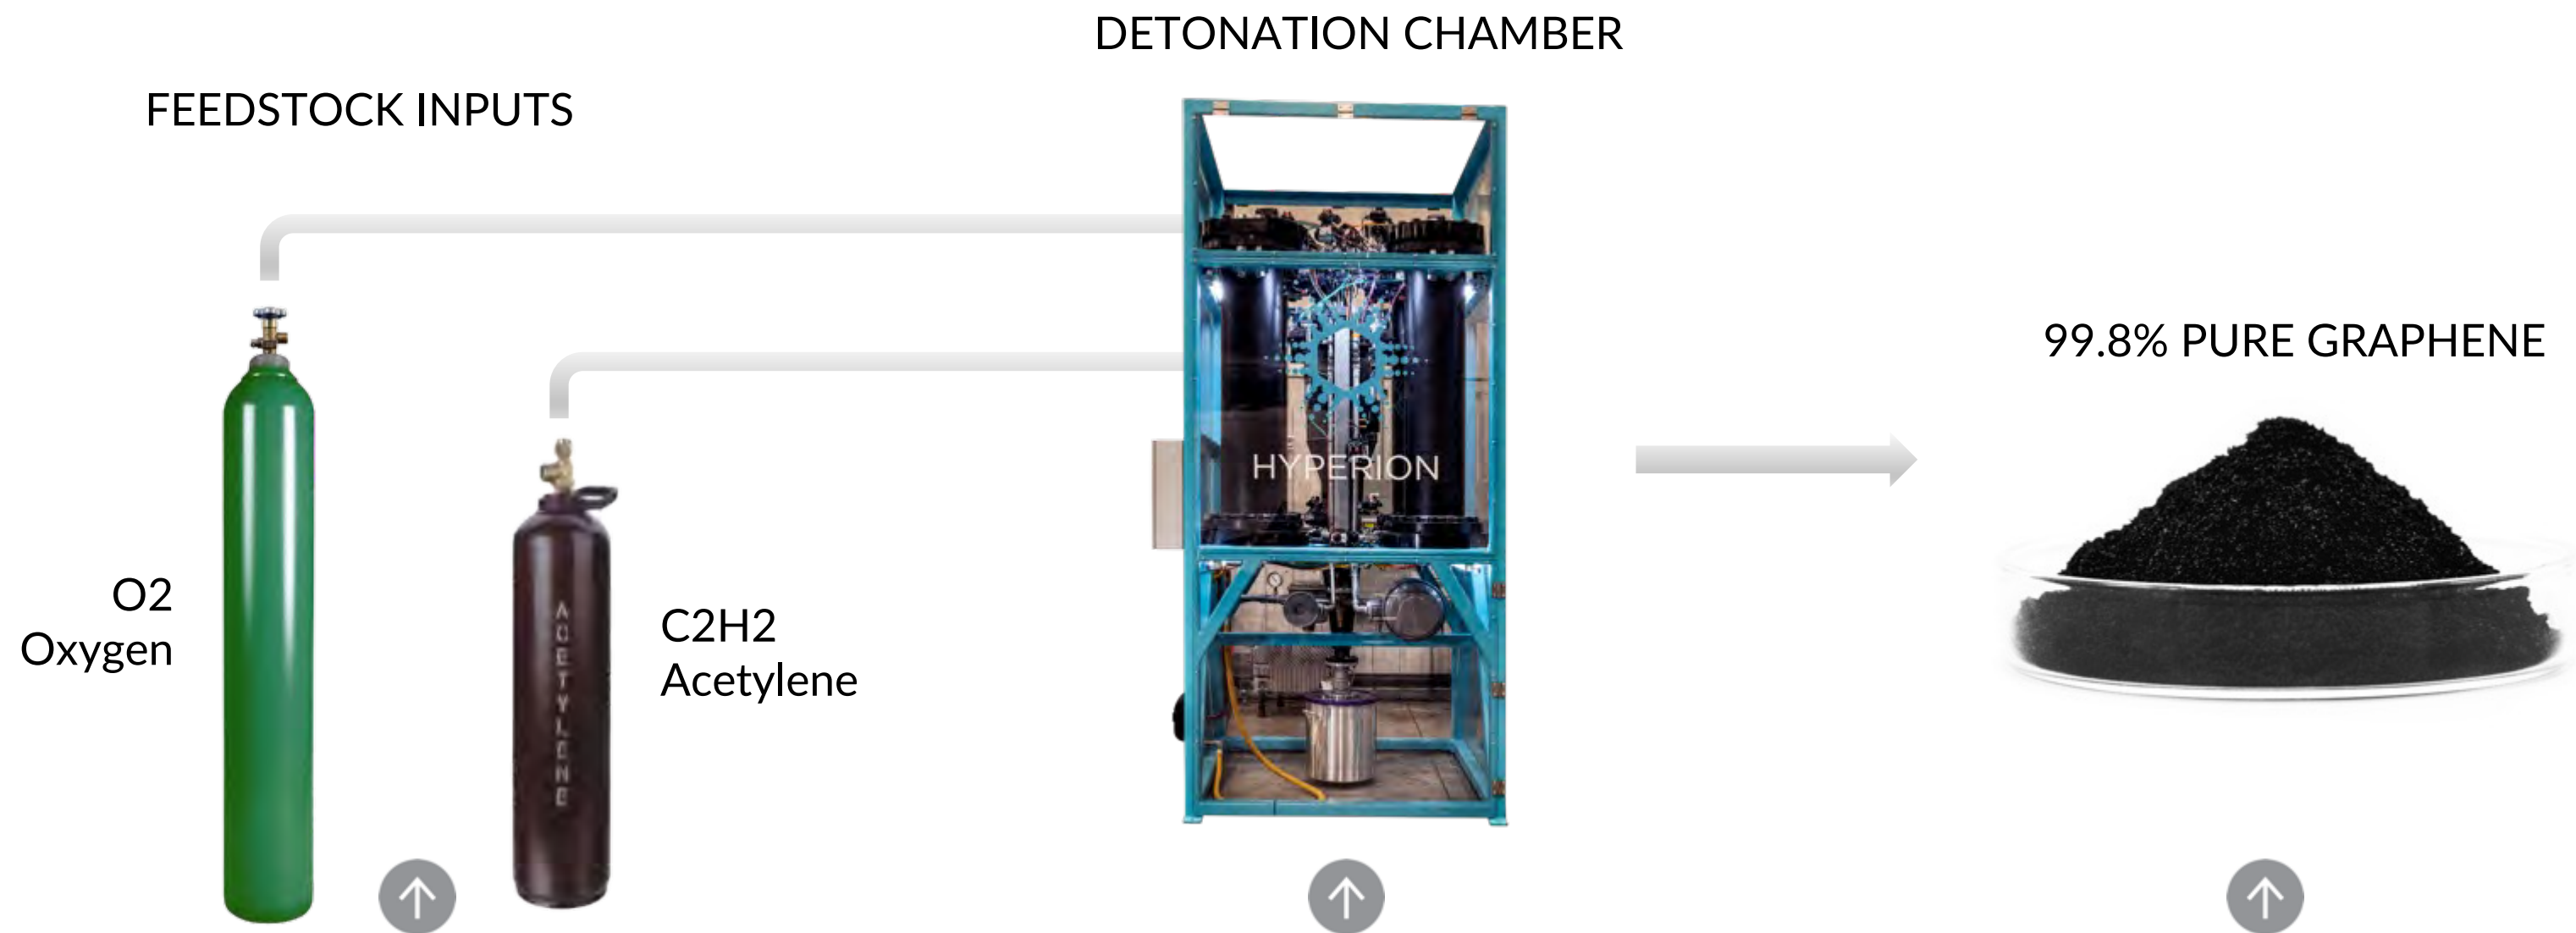 DETONATION CHAMBER
FEEDSTOCK INPUTS
99.8% PURE GRAPHENE
HYPERION
O2
Oxygen
ACETYLENE
C2H2
Acetylene